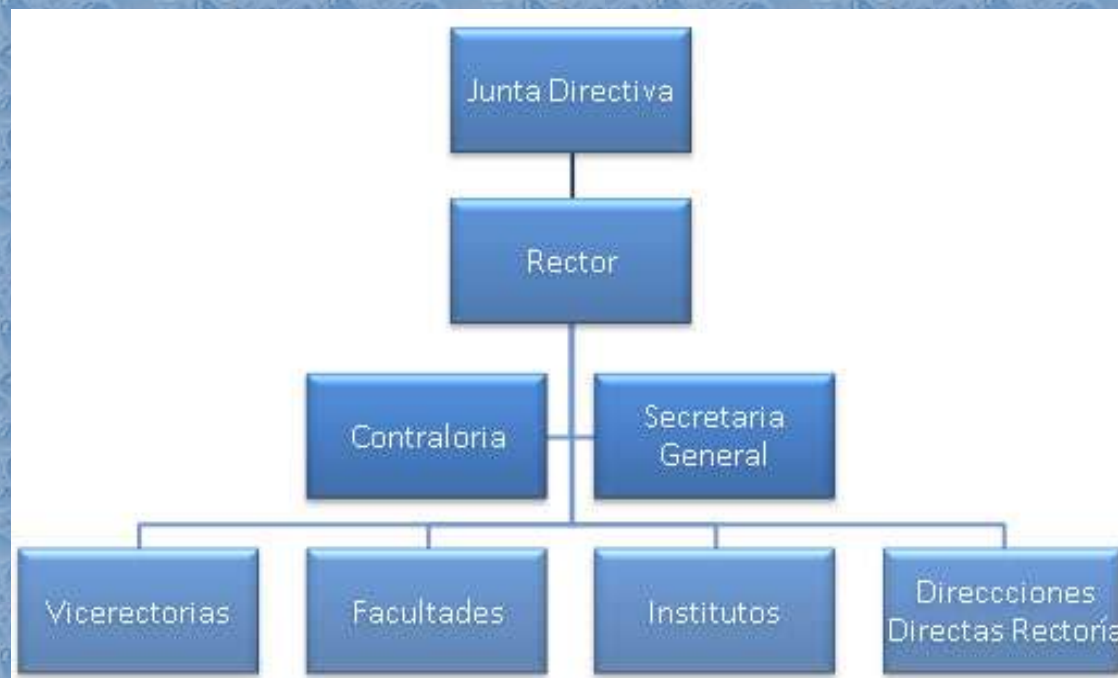 Junta Directiva
Rector
Contraloria
Secretaria
General
Vicerectorias
Facultades
Institutos
Direccciones
Directas Rectoría